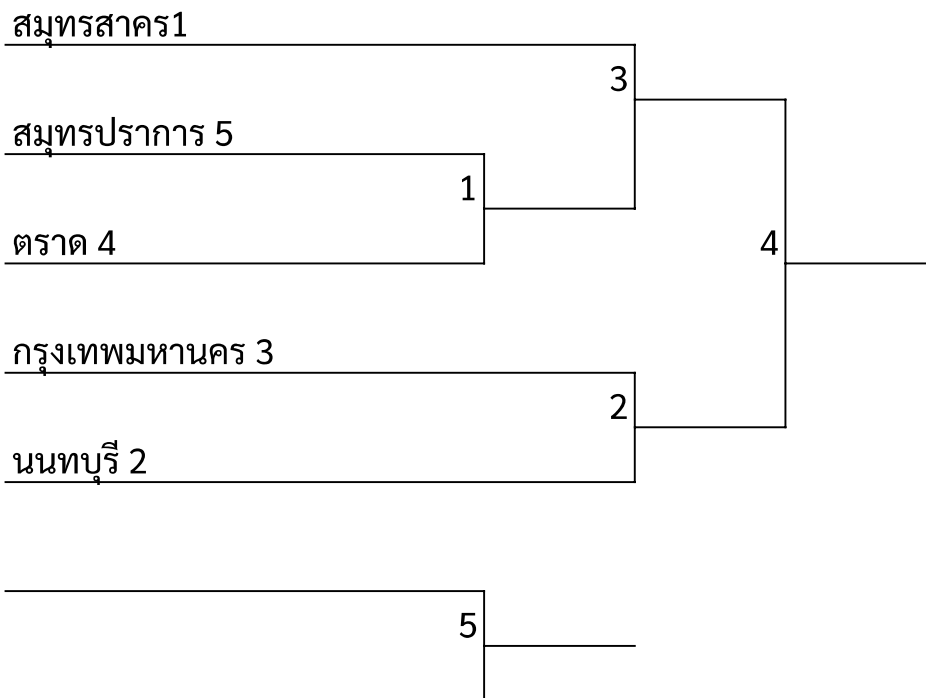 สมุทรสาคร1
3
สมุทรปราการ 5
1
ตราด 4
4
กรุงเทพมหานคร 3
2
นนทบุรี 2
5